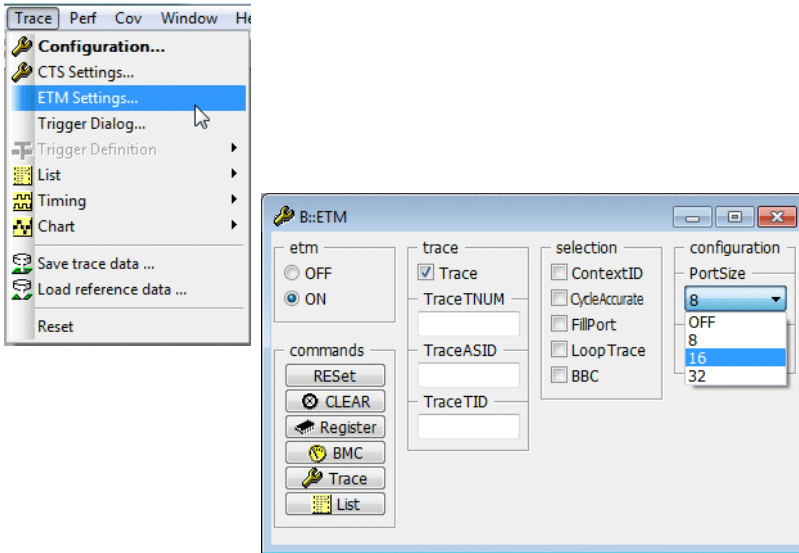 Trace Perf Cov Window He
Configuration...
CTS Settings...
ETM Settings...
Trigger Dialog...
Trigger Definition
List
Timing
Chart
Save trace data ...
Load reference data ...
Reset
B::ETM
etm
OFF
ON
commands
RESet
CLEAR
Register
BMC
Trace
List
trace
Trace
TraceTNUM
TraceASID
TraceTID
selection
ContextID
CycleAccurate
FillPort
LoopTrace
BBC
configuration
PortSize
8
OFF
8
16
32